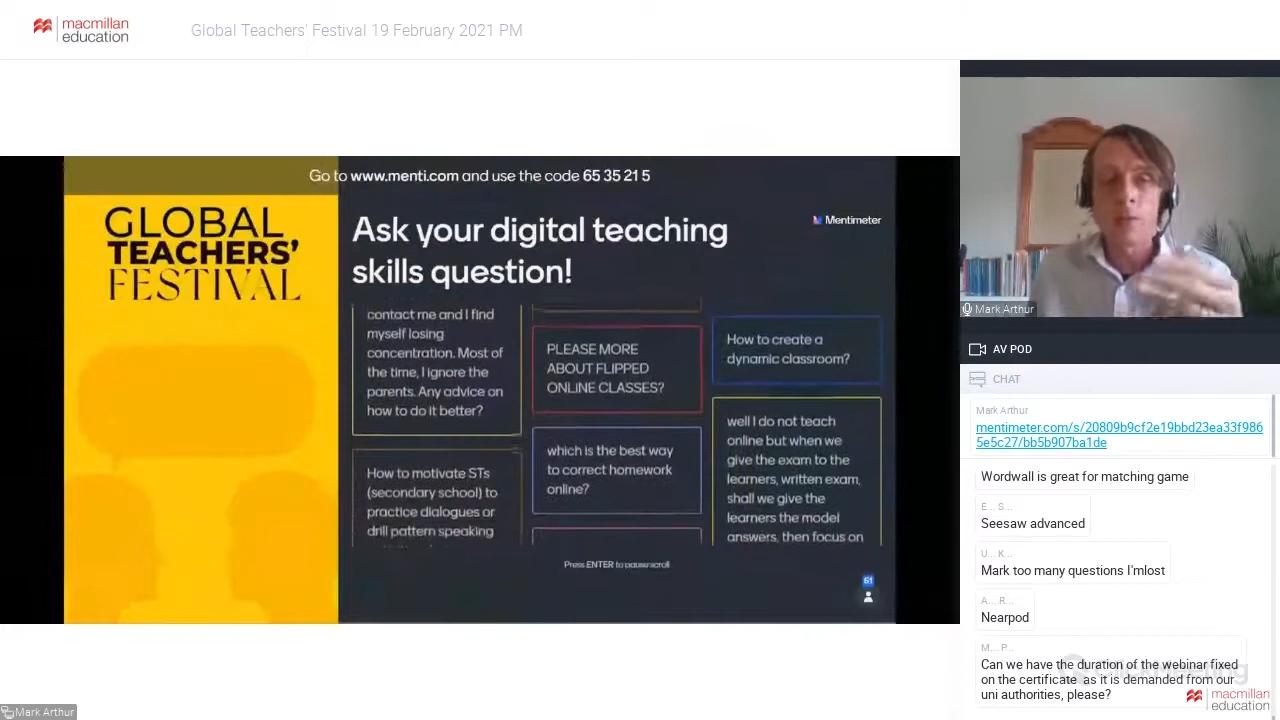 macmillan
education
Global Teachers' Festival 19 February 2021 PM
Go to www.menti.com and use the code 65 35 21 5
GLOBAL
TEACHERS'
FESTIVAL
Ask your digital teaching
skills question!
Mentimeter
contact me and I find
myself losing
concentration. Most of
the time, I ignore the
parents. Any advice on
how to do it better?
How to motivate STs
(secondary school) to
practice dialogues or
drill pattern speaking
PLEASE MORE
ABOUT FLIPPED
ONLINE CLASSES?
which is the best way
to correct homework
online?
How to create a
dynamic classroom?
well I do not teach
online but when we
give the exam to the
learners, written exam,
shall we give the
learners the model
answers, then focus on
Press ENTER to pause scroll
61
Mark Arthur
Mark Arthur
AV POD
CHAT
Mark Arthur
mentimeter.com/s/20809b9cf2e19bbd23ea33f986
5e5c27/bb5b907ba1de
Wordwall is great for matching game
E... S...
Seesaw advanced
U... K...
Mark too many questions I'mlost
A... R...
Nearpod
M... P...
Can we have the duration of the webinar fixed
on the certificate as it is demanded from our
uni authorities, please?
macmillan
education